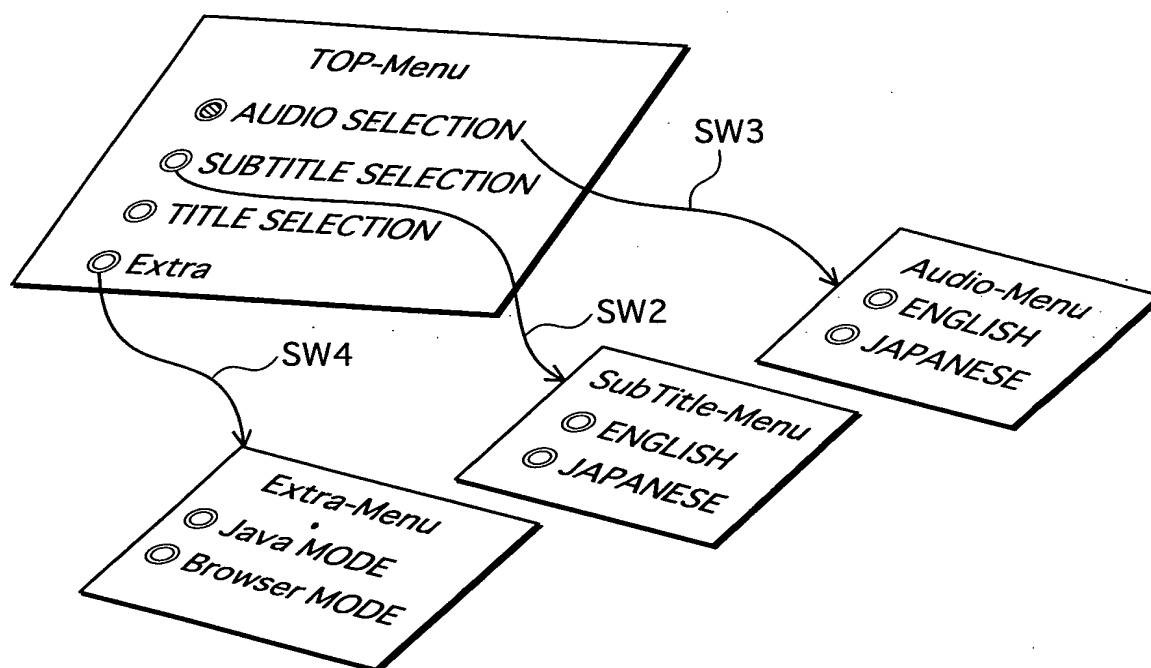 TOP-Menu
AUDIO SELECTION
SUBTITLE SELECTION
TITLE SELECTION
Extra
SW3
SW2
SW4
Audio-Menu
ENGLISH
JAPANESE
SubTitle-Menu
ENGLISH
JAPANESE
Extra-Menu
Java MODE
Browser MODE